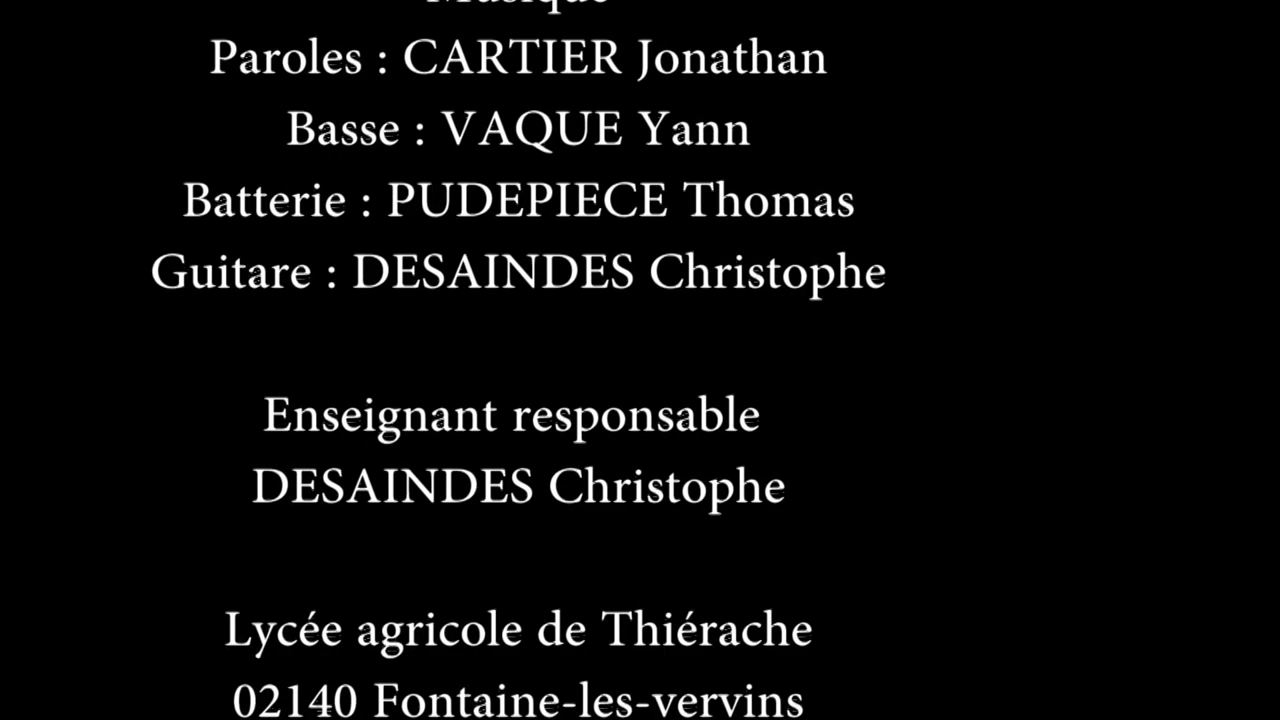 Musique
Paroles : CARTIER Jonathan
Basse : VAQUE Yann
Batterie : PUDEPIECE Thomas
Guitare : DESAINDES Christophe
Enseignant responsable
DESAINDES Christophe
Lycée agricole de Thiérache
02140 Fontaine-les-vervins